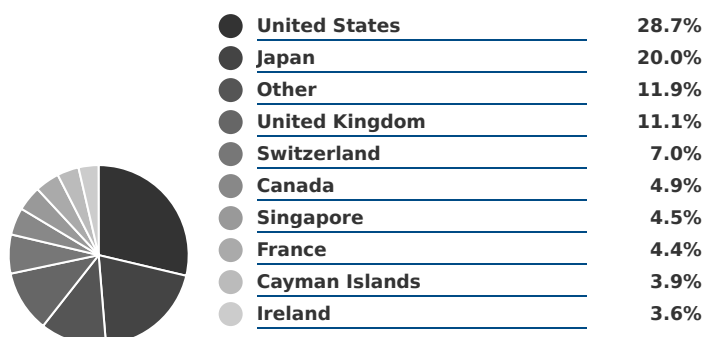 United States 28.7%
Japan 20.0%
Other 11.9%
United Kingdom 11.1%
Switzerland 7.0%
Canada 4.9%
Singapore 4.5%
France 4.4%
Cayman Islands 3.9%
Ireland 3.6%